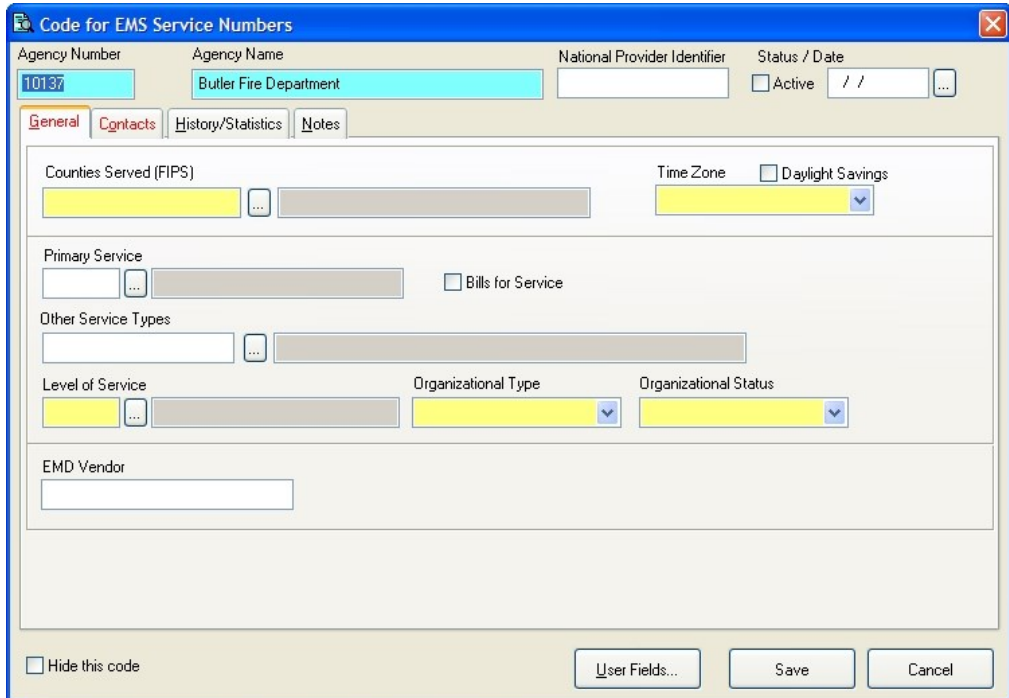 Code for EMS Service Numbers
Agency Number Agency Name National Provider Identifier Status / Date
10137 Butler Fire Department Active / / ...
General Contacts History/Statistics Notes
Counties Served (FIPS) Time Zone Daylight Savings
...
Primary Service
... Bills for Service
Other Service Types
...
Level of Service Organizational Type Organizational Status
...
EMD Vendor
Hide this code User Fields... Save Cancel